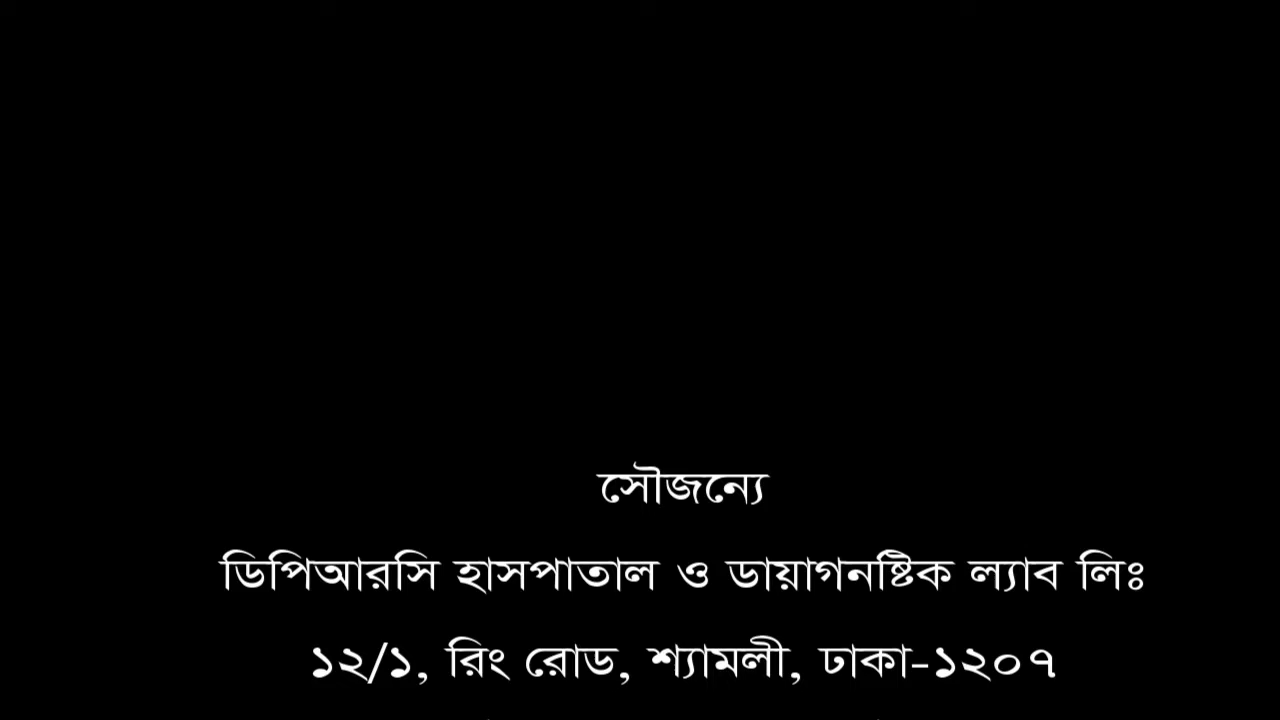 সৌজন্যে
ডিপিআরসি হাসপাতাল ও ডায়াগনষ্টিক ল্যাব লিঃ
১২/১, রিং রোড, শ্যামলী, ঢাকা-১২০৭